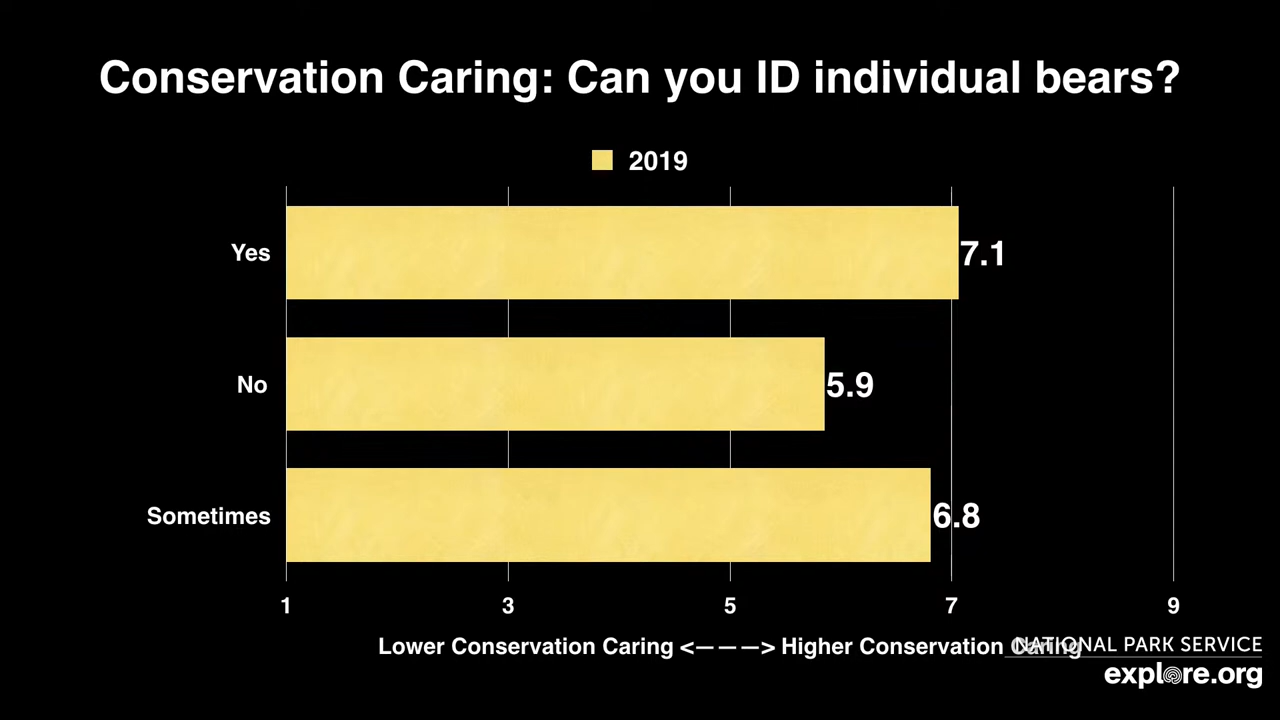 Conservation Caring: Can you ID individual bears?
2019
Yes
7.1
No
5.9
Sometimes
6.8
1 3 5 7 9
Lower Conservation Caring <———> Higher Conservation Caring
NATIONAL PARK SERVICE
explore.org